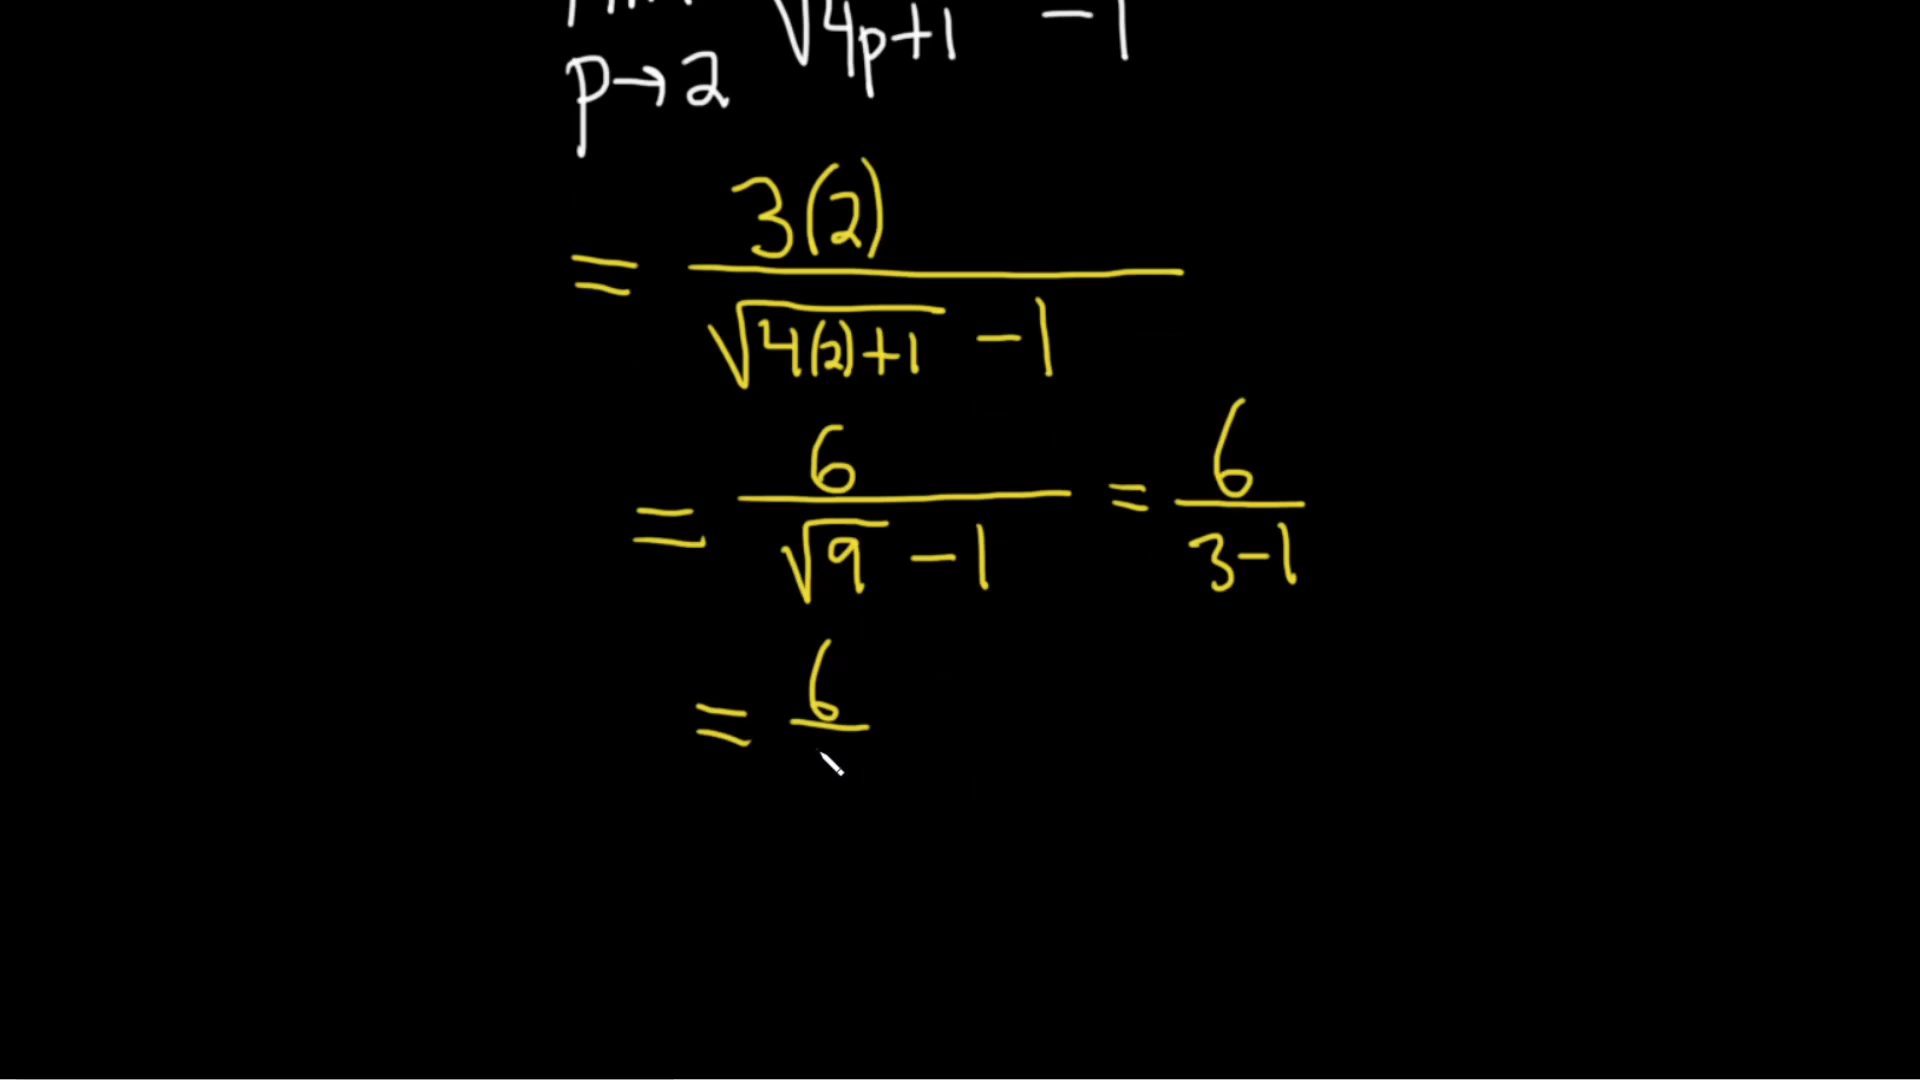 √4p+1 - 1
p→2
= 3(2)
√4(2)+1 - 1
= 6 = 6
√9 - 1 3-1
= 6